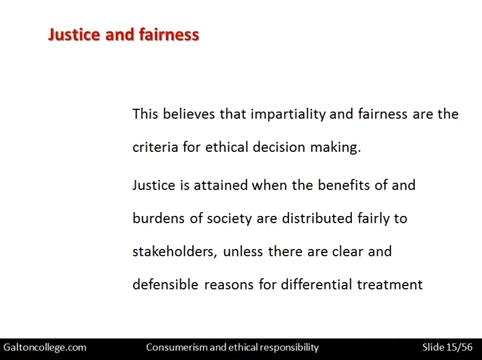 Justice and fairness
This believes that impartiality and fairness are the
criteria for ethical decision making.
Justice is attained when the benefits of and
burdens of society are distributed fairly to
stakeholders, unless there are clear and
defensible reasons for differential treatment
Galtoncollege.com Consumerism and ethical responsibility Slide 15/56